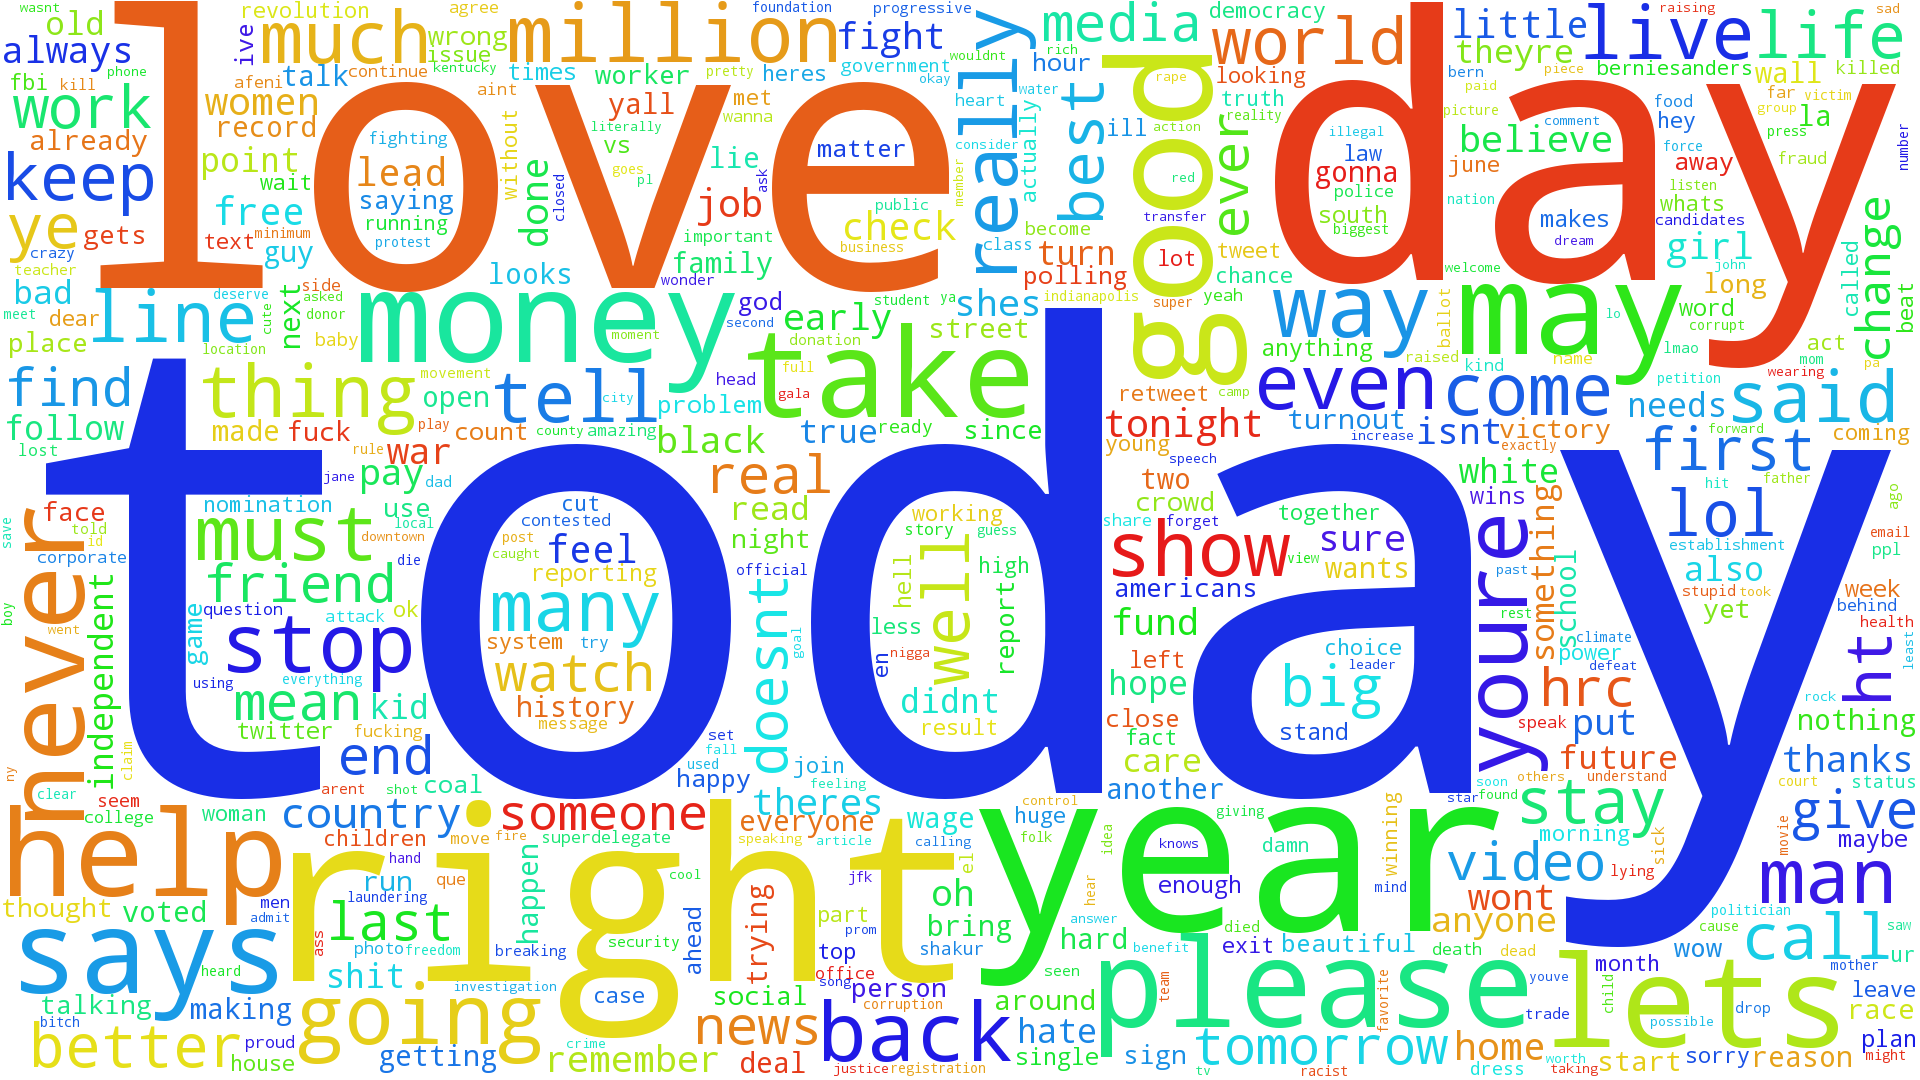 love
today
day
right
year
good
money
take
may
way
help
says
never
please
back
lets
going
million
much
world
live
life
media
really
best
ever
fight
wrong
issue
revolution
agree
foundation
progressive
wasnt
old
always
ive
fbi
kill
phone
afeni
talk
continue
kentucky
times
worker
pretty
heres
government
okay
wouldnt
rich
hour
democracy
looking
truth
reality
little
theyre
raising
sad
berniesanders
wall
killed
bern
paid
piece
far
victim
group
work
already
women
record
point
wait
free
minimum
text
guy
keep
ye
gets
crazy
teacher
bad
meet
dear
line
place
location
deserve
cute
next
side
asked
donor
baby
fighting
lead
saying
running
protest
aint
without
done
closed
yall
literally
vs
goes
pl
met
wanna
lie
job
ask
important
family
looks
wonder
god
second
matter
public
check
business
heart
consider
member
class
actually
water
ill
rape
action
red
transfer
become
turn
polling
lot
tweet
chance
shes
indianapolis
super
yeah
early
street
student
ya
donation
illegal
law
gonna
police
south
biggest
june
picture
believe
comment
nation
makes
dream
food
hey
force
away
la
press
fraud
number
listen
whats
candidates
girl
john
long
called
change
beat
welcome
word
lo
corrupt
act
mom
pa
lmao
wearing
name
kind
ballot
raised
anything
retweet
camp
even
come
petition
needs
said
forward
coming
find
follow
lost
thing
made
movement
moment
tell
open
play
fuck
count
war
rule
dad
pay
jane
city
county
amazing
problem
head
full
gala
black
true
ready
since
tonight
young
turnout
increase
isnt
victory
exactly
first
father
hit
ago
real
speech
two
crowd
white
wins
lol
email
ppl
establishment
face
told
id
save
corporate
nomination
must
use
local
downtown
die
friend
cut
contested
post
caught
feel
reporting
read
night
official
working
story
guess
high
hell
well
less
report
share
forget
show
view
together
sure
wants
americans
past
rest
something
also
stupid
took
yet
week
behind
health
least
boy
went
independent
question
attack
ok
game
stop
many
system
try
watch
history
message
goal
doesnt
en
nigga
didnt
result
fund
left
hope
choice
leader
big
stand
your e
climate
pschool
power
defeat
hrc
ht
rock
nothing
using
everything
mean
kid
twitter
fucking
end
set
fall
used
happy
join
feeling
close
fact
care
speak
put
future
understand
thanks
court
status
ny
claim
clear
seem
college
woman
country
arent
shot
coal
children
move
fire
someone
superdelegate
theres
everyone
speaking
article
wage
calling
huge
control
folk
another
idea
giving
knows
damn
star
soon
found
others
stay
morning
winning
video
mind
enough
give
maybe
movie
sick
lying
man
thought
voted
men
admit
hand
run
laundering
que
last
happen
cool
jfk
el
oh
bring
shakur
hear
answer
hard
died
exit
benefit
beautiful
wont
anyone
death
dead
politician
cause
wow
call
saw
ur
mother
heard
ass
photo
freedom
breaking
security
ahead
trying
part
prom
top
office
song
person
corruption
seen
around
team
youve
month
child
leave
talking
making
shit
investigation
case
social
news
favorite
trade
drop
possible
race
plan
bitch
proud
better
house
getting
crime
remember
deal
justice
registration
hate
single
sign
tv
tomorrow
racist
home
dress
worth
taking
start
sorry
reason
might